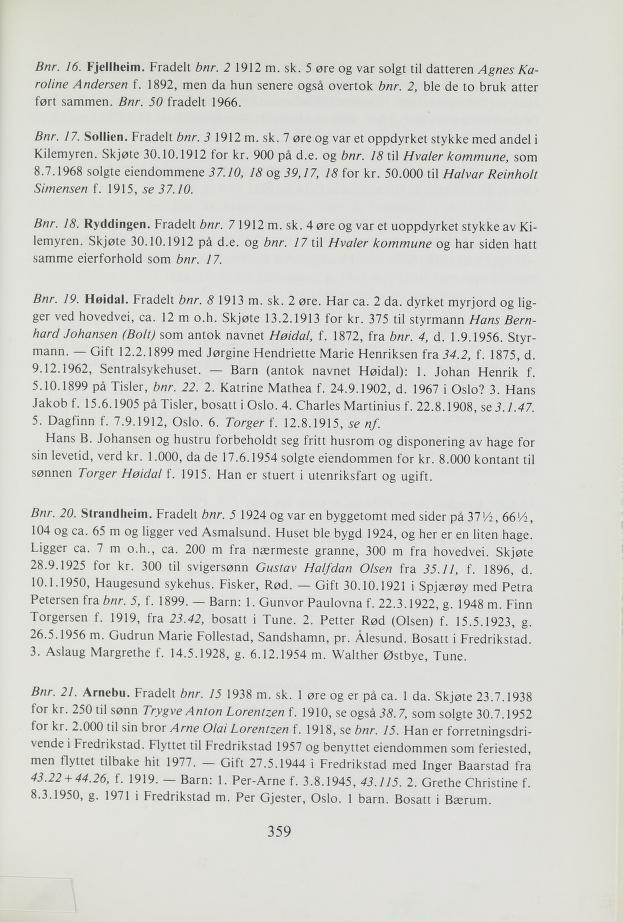 Bnr. 16. Fjellheim. Fradelt bnr. 2 1912 m. sk. 5 øre og var solgt til datteren Agnes Ka-
roline Andersen f. 1892, men da hun senere også overtok bnr. 2, ble de to bruk atter
ført sammen. Bnr. 50 fradelt 1966.
Bnr. 17. Sollien. Fradelt bnr. 3 1912 m. sk. 7 øre og var et oppdyrket stykke med andel i
Kilemyren. Skjøte 30.10.1912 for kr. 900 på d.e. og bnr. 18 til Hvaler kommune, som
8.7.1968 solgte eiendommene 37.10, 18 og 39,17, 18 for kr. 50.000 til Halvar Reinholt
Simensen f. 1915, se 37.10.
Bnr. 18. Ryddingen. Fradelt bnr. 7 1912 m. sk. 4 øre og var et uoppdyrket stykke av Ki-
lemyren. Skjøte 30.10.1912 på d.e. og bnr. 17 til Hvaler kommune og har siden hatt
samme eierforhold som bnr. 17.
Bnr. 19. Høidal. Fradelt bnr. 8 1913 m. sk. 2 øre. Har ca. 2 da. dyrket myrjord og lig-
ger ved hovedvei, ca. 12 m o.h. Skjøte 13.2.1913 for kr. 375 til styrmann Hans Bern-
hard Johansen (Bolt) som antok navnet Høidal, f. 1872, fra bnr. 4, d. 1.9.1956. Styr-
mann. — Gift 12.2.1899 med Jørgine Hendriette Marie Henriksen fra 34.2, f. 1875, d.
9.12.1962, Sentralsykehuset. — Barn (antok navnet Høidal): 1. Johan Henrik f.
5.10.1899 på Tisler, bnr. 22. 2. Katrine Mathea f. 24.9.1902, d. 1967 i Oslo? 3. Hans
Jakob f. 15.6.1905 på Tisler, bosatt i Oslo. 4. Charles Martinius f. 22.8.1908, se 3.1.47.
5. Dagfinn f. 7.9.1912, Oslo. 6. Torger f. 12.8.1915, se nf.
Hans B. Johansen og hustru forbeholdt seg fritt husrom og disponering av hage for
sin levetid, verd kr. 1.000, da de 17.6.1954 solgte eiendommen for kr. 8.000 kontant til
sønnen Torger Høidal f. 1915. Han er stuert i utenriksfart og ugift.
Bnr. 20. Strandheim. Fradelt bnr. 5 1924 og var en byggetomt med sider på 37½, 66½,
104 og ca. 65 m og ligger ved Asmalsund. Huset ble bygd 1924, og her er en liten hage.
Ligger ca. 7 m o.h., ca. 200 m fra nærmeste granne, 300 m fra hovedvei. Skjøte
28.9.1925 for kr. 300 til svigersønn Gustav Halfdan Olsen fra 35.11, f. 1896, d.
10.1.1950, Haugesund sykehus. Fisker, Rød. — Gift 30.10.1921 i Spjærøy med Petra
Petersen fra bnr. 5, f. 1899. — Barn: 1. Gunvor Paulovna f. 22.3.1922, g. 1948 m. Finn
Torgersen f. 1919, fra 23.42, bosatt i Tune. 2. Petter Rød (Olsen) f. 15.5.1923, g.
26.5.1956 m. Gudrun Marie Follestad, Sandshamn, pr. Ålesund. Bosatt i Fredrikstad.
3. Aslaug Margrethe f. 14.5.1928, g. 6.12.1954 m. Walther Østbye, Tune.
Bnr. 21. Arnebu. Fradelt bnr. 15 1938 m. sk. 1 øre og er på ca. 1 da. Skjøte 23.7.1938
for kr. 250 til sønn Trygve Anton Lorentzen f. 1910, se også 38.7, som solgte 30.7.1952
for kr. 2.000 til sin bror Arne Olai Lorentzen f. 1918, se bnr. 15. Han er forretningsdri-
vende i Fredrikstad. Flyttet til Fredrikstad 1957 og benyttet eiendommen som feriested,
men flyttet tilbake hit 1977. — Gift 27.5.1944 i Fredrikstad med Inger Baarstad fra
43.22 + 44.26, f. 1919. — Barn: 1. Per-Arne f. 3.8.1945, 43.115. 2. Grethe Christine f.
8.3.1950, g. 1971 i Fredrikstad m. Per Gjester, Oslo. 1 barn. Bosatt i Bærum.
359